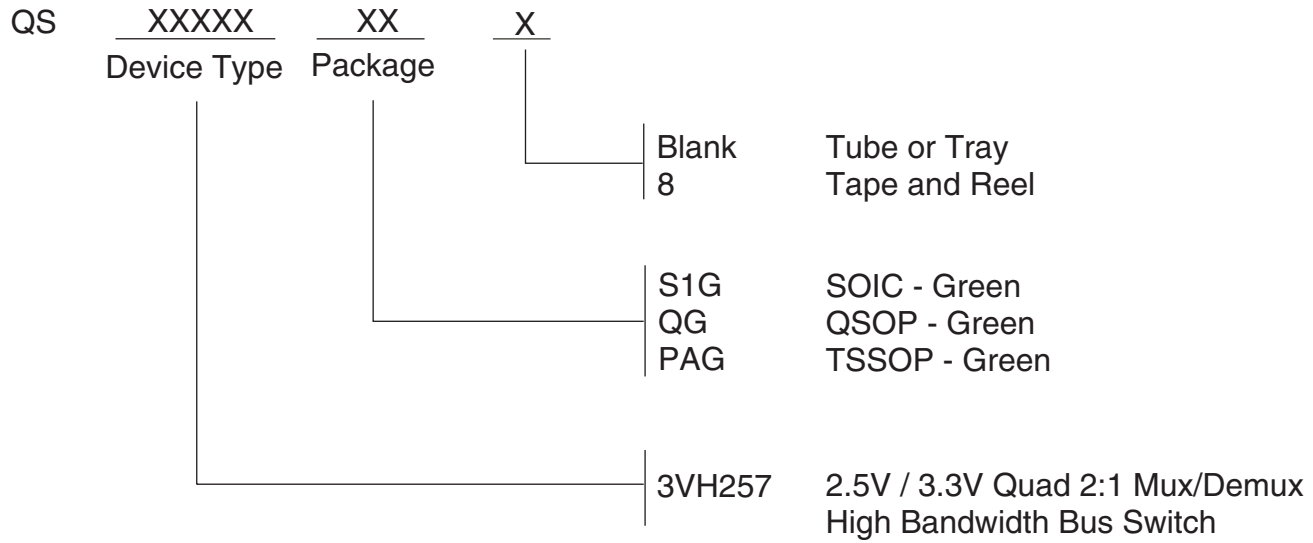 QS XXXXX XX X
Device Type Package
Blank Tube or Tray
8 Tape and Reel
S1G SOIC - Green
QG QSOP - Green
PAG TSSOP - Green
3VH257 2.5V / 3.3V Quad 2:1 Mux/Demux
High Bandwidth Bus Switch